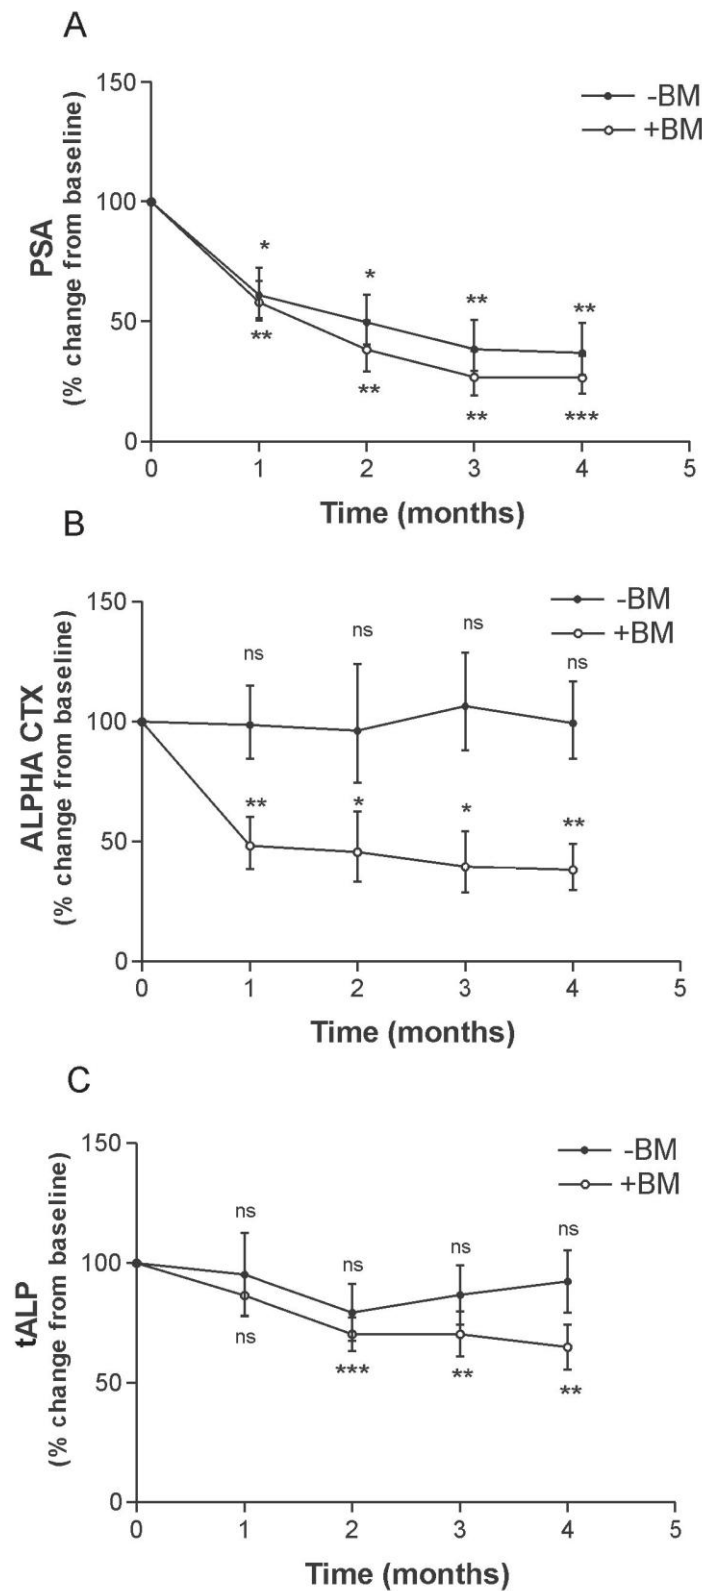 A
150
100
50
0
PSA
(% change from baseline)
-BM
+BM
*
*
**
**
**
**
**
***
0 1 2 3 4 5
Time (months)
B
150
100
50
0
ALPHA CTX
(% change from baseline)
-BM
+BM
ns
ns
ns
ns
**
*
*
**
0 1 2 3 4 5
Time (months)
C
150
100
50
0
tALP
(% change from baseline)
-BM
+BM
ns
ns
ns
ns
ns
***
**
**
0 1 2 3 4 5
Time (months)